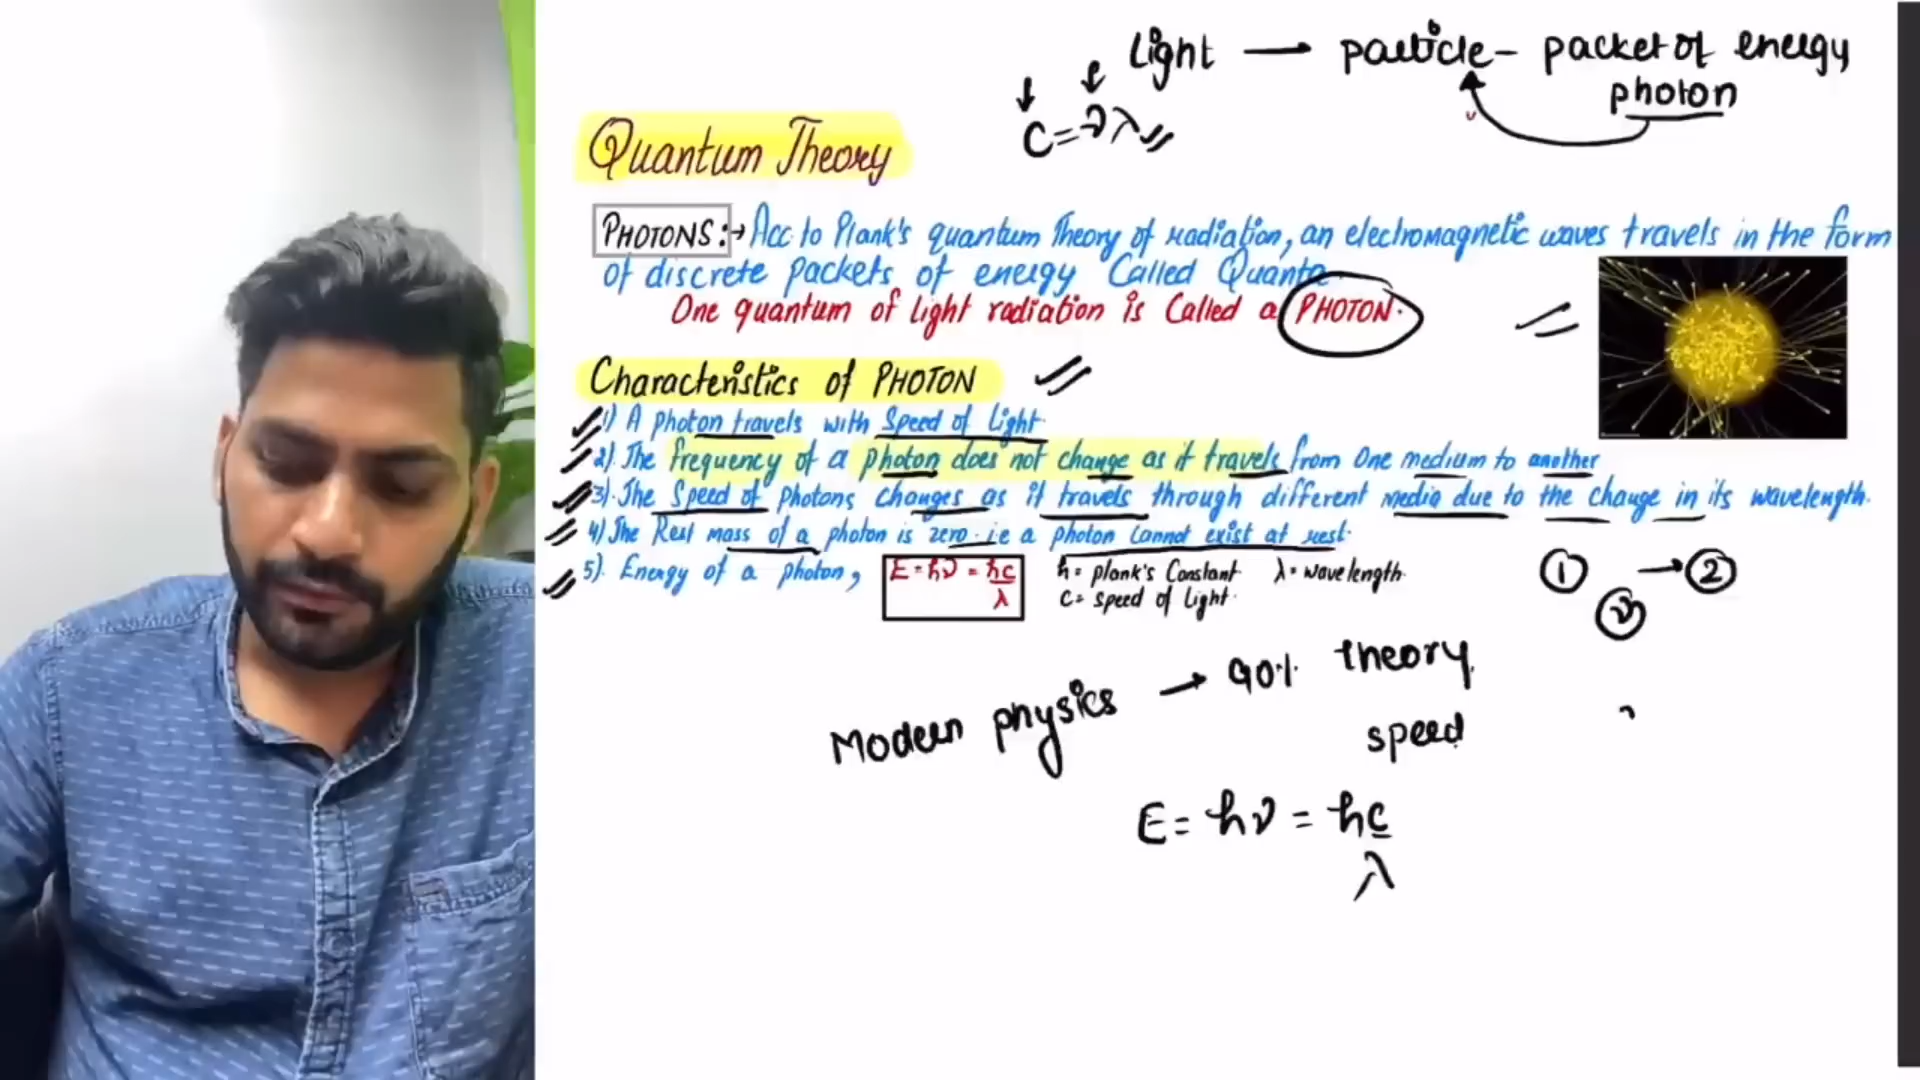 Light → particle - packet of energy
photon
C = νλ
Quantum Theory
PHOTONS:→ Acc to Plank's quantum Theory of radiation, an electromagnetic waves travels in the form
of discrete packets of energy Called Quanta
One quantum of light radiation is Called a PHOTON.
Characteristics of PHOTON
1) A photon travels with Speed of Light.
2). The frequency of a photon does not change as it travels from One medium to another
3). The Speed of photons changes as it travels through different media due to the change in its wavelength.
4) The Rest mass of a photon is zero i.e a photon Cannot exist at rest.
5). Energy of a photon, E = hν = hc/λ h = plank's Constant λ = wavelength.
C = speed of light.
① → ②
ν
Modern physics → 90% theory
speed
E = hν = hc/λ